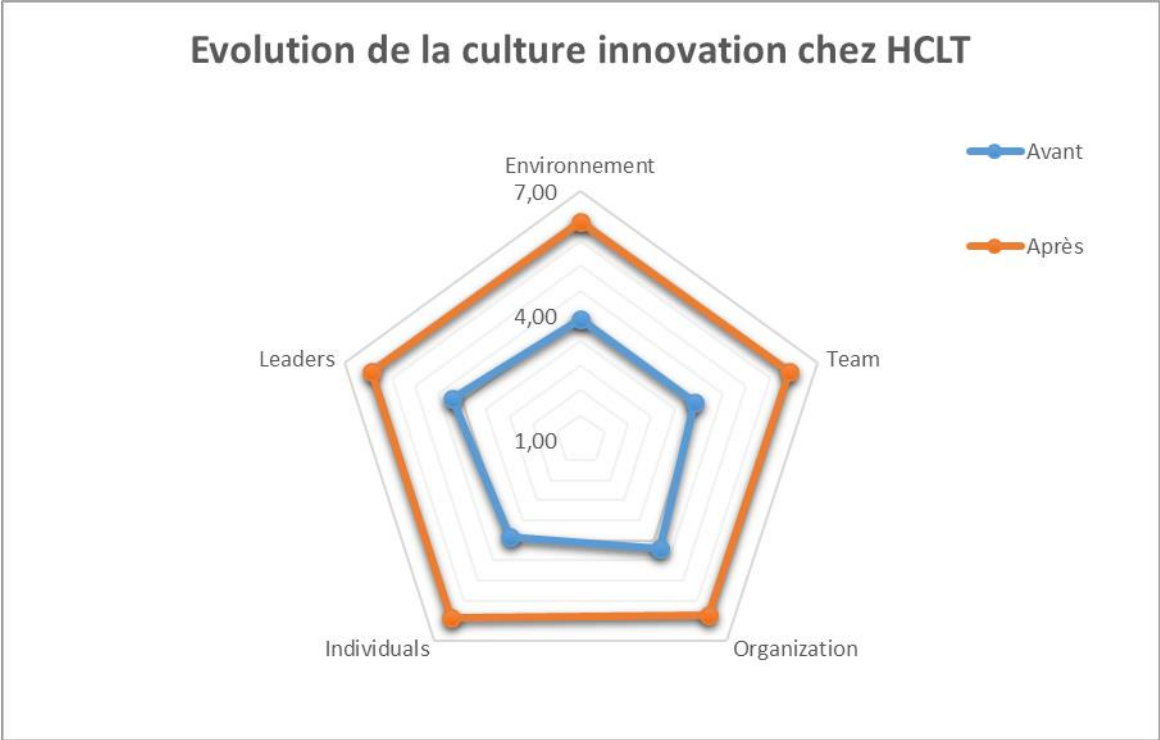 Evolution de la culture innovation chez HCLT
Avant
Après
Environnement
7,00
4,00
1,00
Leaders
Team
Individuals
Organization